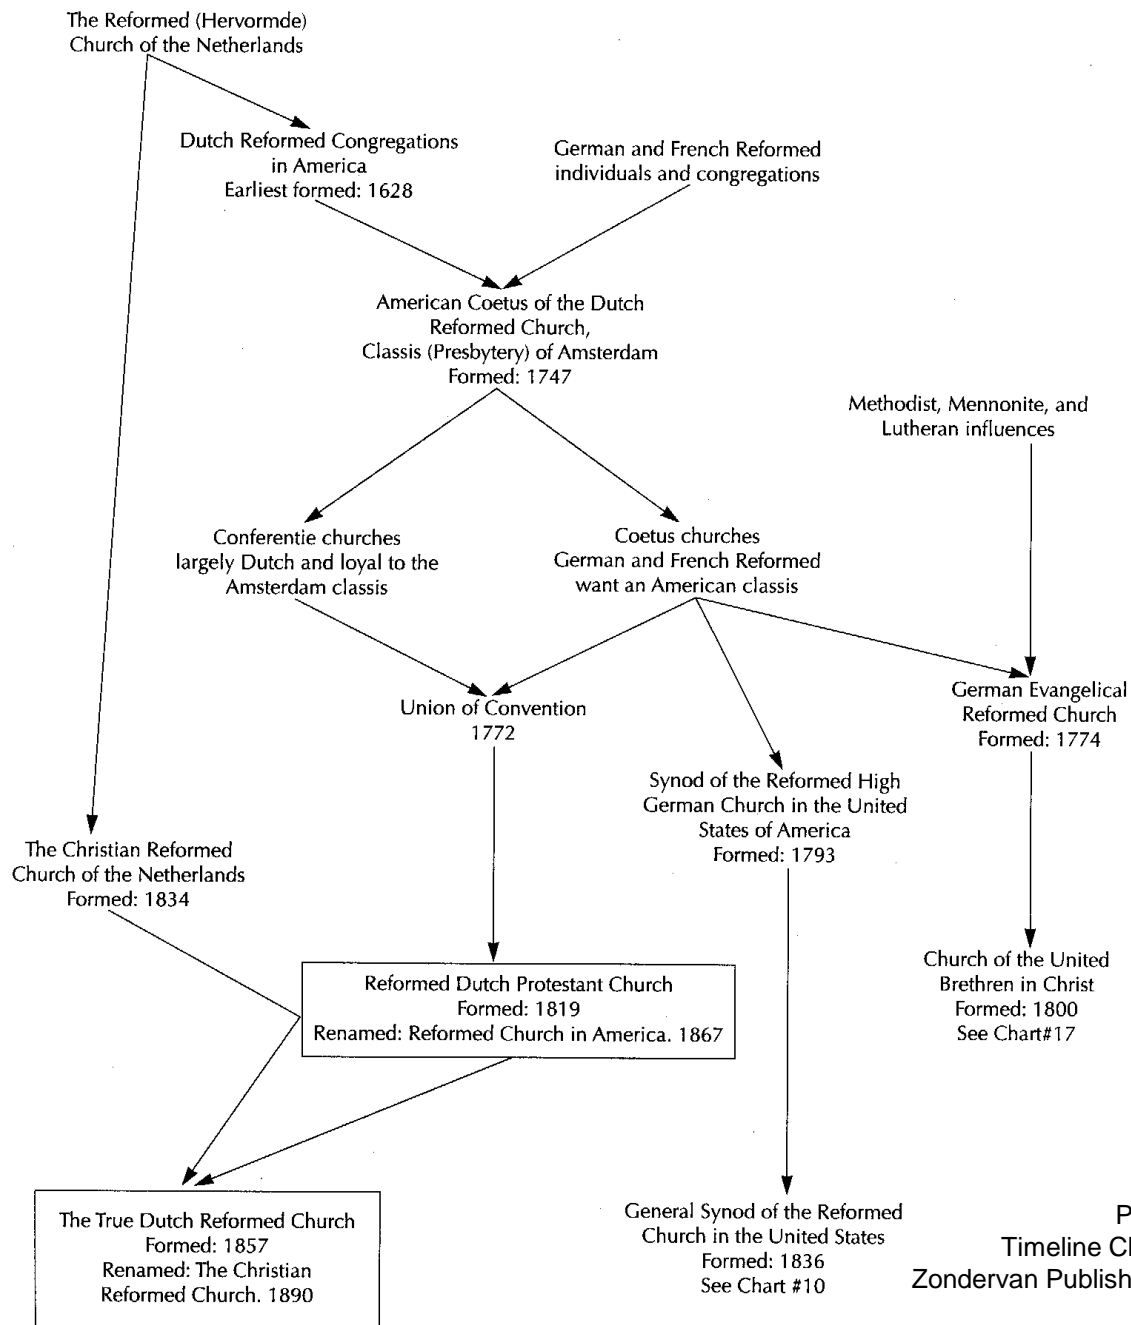 The Reformed (Hervormde)
Church of the Netherlands
Dutch Reformed Congregations
in America
Earliest formed: 1628
German and French Reformed
individuals and congregations
American Coetus of the Dutch
Reformed Church,
Classis (Presbytery) of Amsterdam
Formed: 1747
Methodist, Mennonite, and
Lutheran influences
Conferentie churches
largely Dutch and loyal to the
Amsterdam classis
Coetus churches
German and French Reformed
want an American classis
Union of Convention
1772
German Evangelical
Reformed Church
Formed: 1774
Synod of the Reformed High
German Church in the United
States of America
Formed: 1793
The Christian Reformed
Church of the Netherlands
Formed: 1834
Reformed Dutch Protestant Church
Formed: 1819
Renamed: Reformed Church in America. 1867
Church of the United
Brethren in Christ
Formed: 1800
See Chart#17
The True Dutch Reformed Church
Formed: 1857
Renamed: The Christian
Reformed Church. 1890
General Synod of the Reformed
Church in the United States
Formed: 1836
See Chart #10
P
Timeline Cl
Zondervan Publish